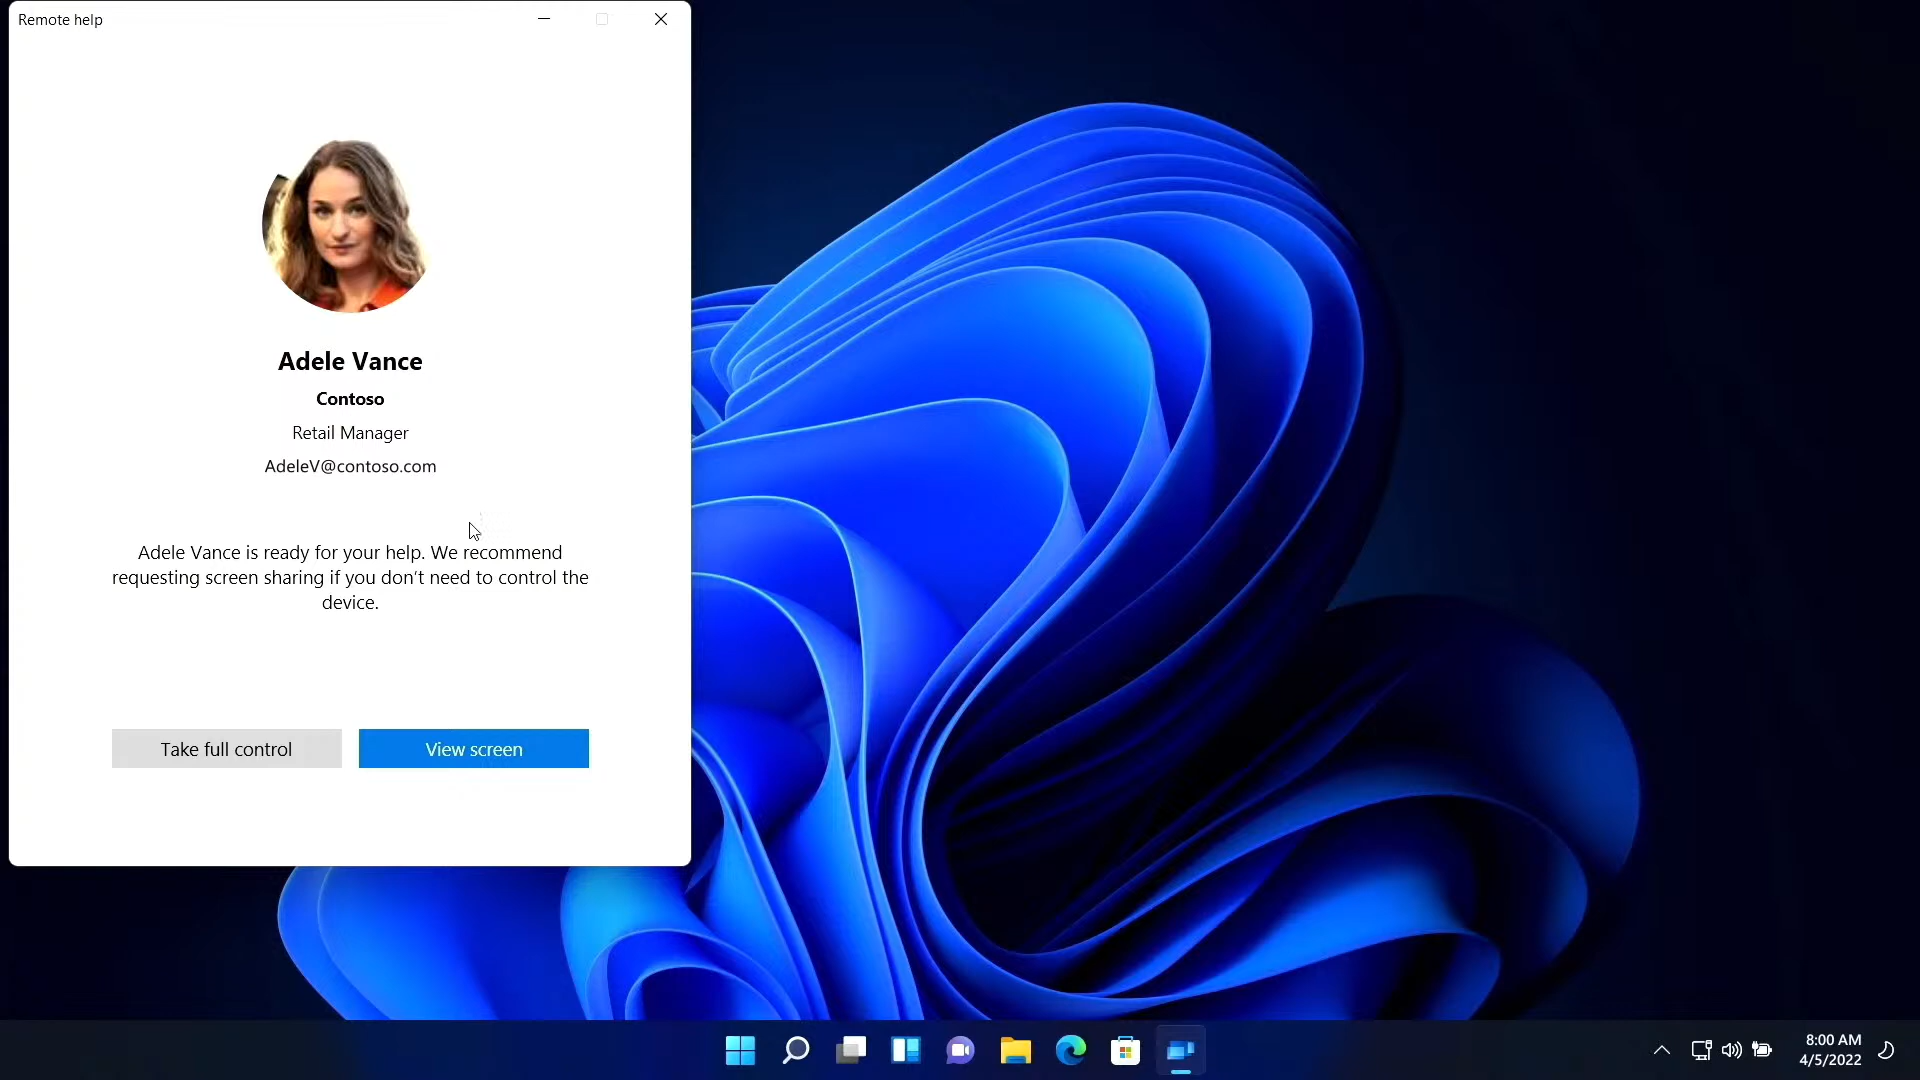 Remote help
Adele Vance
Contoso
Retail Manager
AdeleV@contoso.com
Adele Vance is ready for your help. We recommend
requesting screen sharing if you don’t need to control the
device.
Take full control
View screen
8:00 AM
4/5/2022